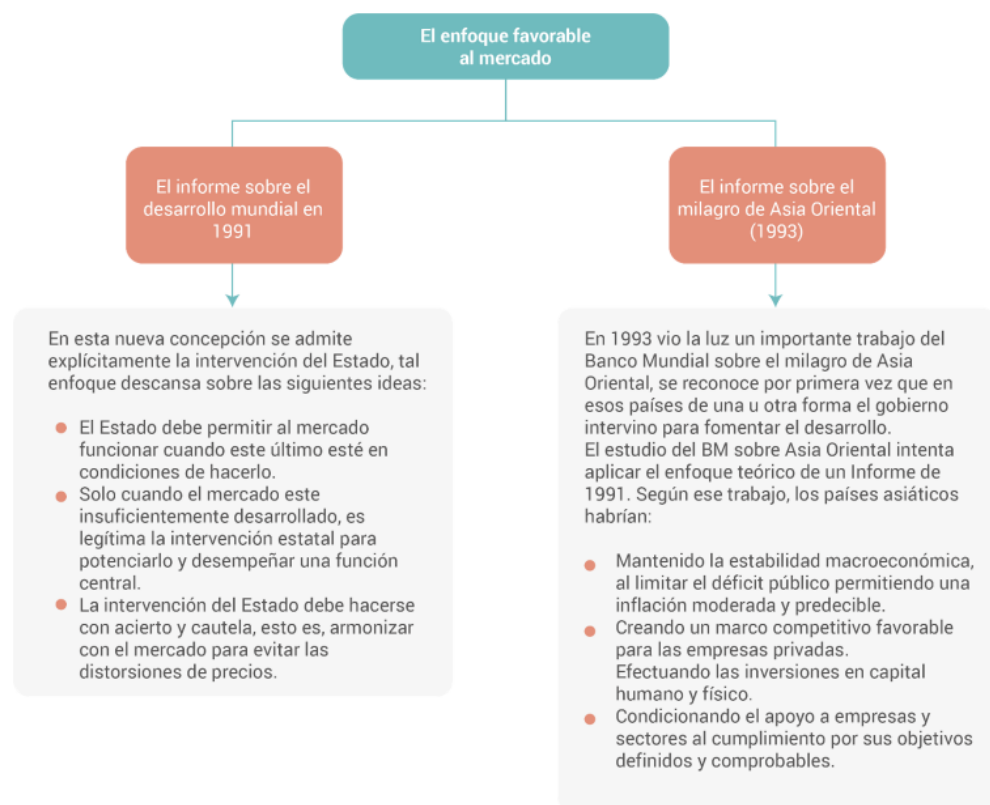 El enfoque favorable
al mercado
El informe sobre el
desarrollo mundial en
1991
En esta nueva concepción se admite
explícitamente la intervención del Estado, tal
enfoque descansa sobre las siguientes ideas:
El Estado debe permitir al mercado
funcionar cuando este último esté en
condiciones de hacerlo.
Solo cuando el mercado este
insuficientemente desarrollado, es
legítima la intervención estatal para
potenciarlo y desempeñar una función
central.
La intervención del Estado debe hacerse
con acierto y cautela, esto es, armonizar
con el mercado para evitar las
distorsiones de precios.
El informe sobre el
milagro de Asia Oriental
(1993)
En 1993 vio la luz un importante trabajo del
Banco Mundial sobre el milagro de Asia
Oriental, se reconoce por primera vez que en
esos países de una u otra forma el gobierno
intervino para fomentar el desarrollo.
El estudio del BM sobre Asia Oriental intenta
aplicar el enfoque teórico de un Informe de
1991. Según ese trabajo, los países asiáticos
habrían:
Mantenido la estabilidad macroeconómica,
al limitar el déficit público permitiendo una
inflación moderada y predecible.
Creando un marco competitivo favorable
para las empresas privadas.
Efectuando las inversiones en capital
humano y físico.
Condicionando el apoyo a empresas y
sectores al cumplimiento por sus objetivos
definidos y comprobables.